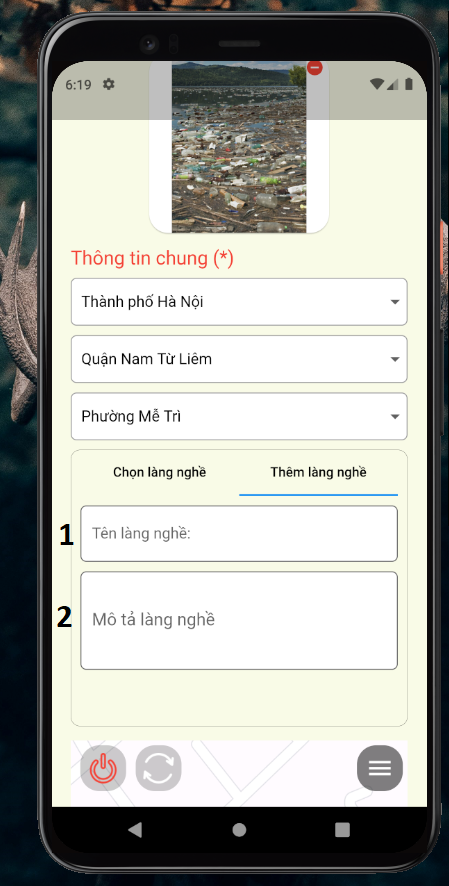 6:19
Thông tin chung (*)
Thành phố Hà Nội
Quận Nam Từ Liêm
Phường Mễ Trì
Chọn làng nghề Thêm làng nghề
1 Tên làng nghề:
2 Mô tả làng nghề